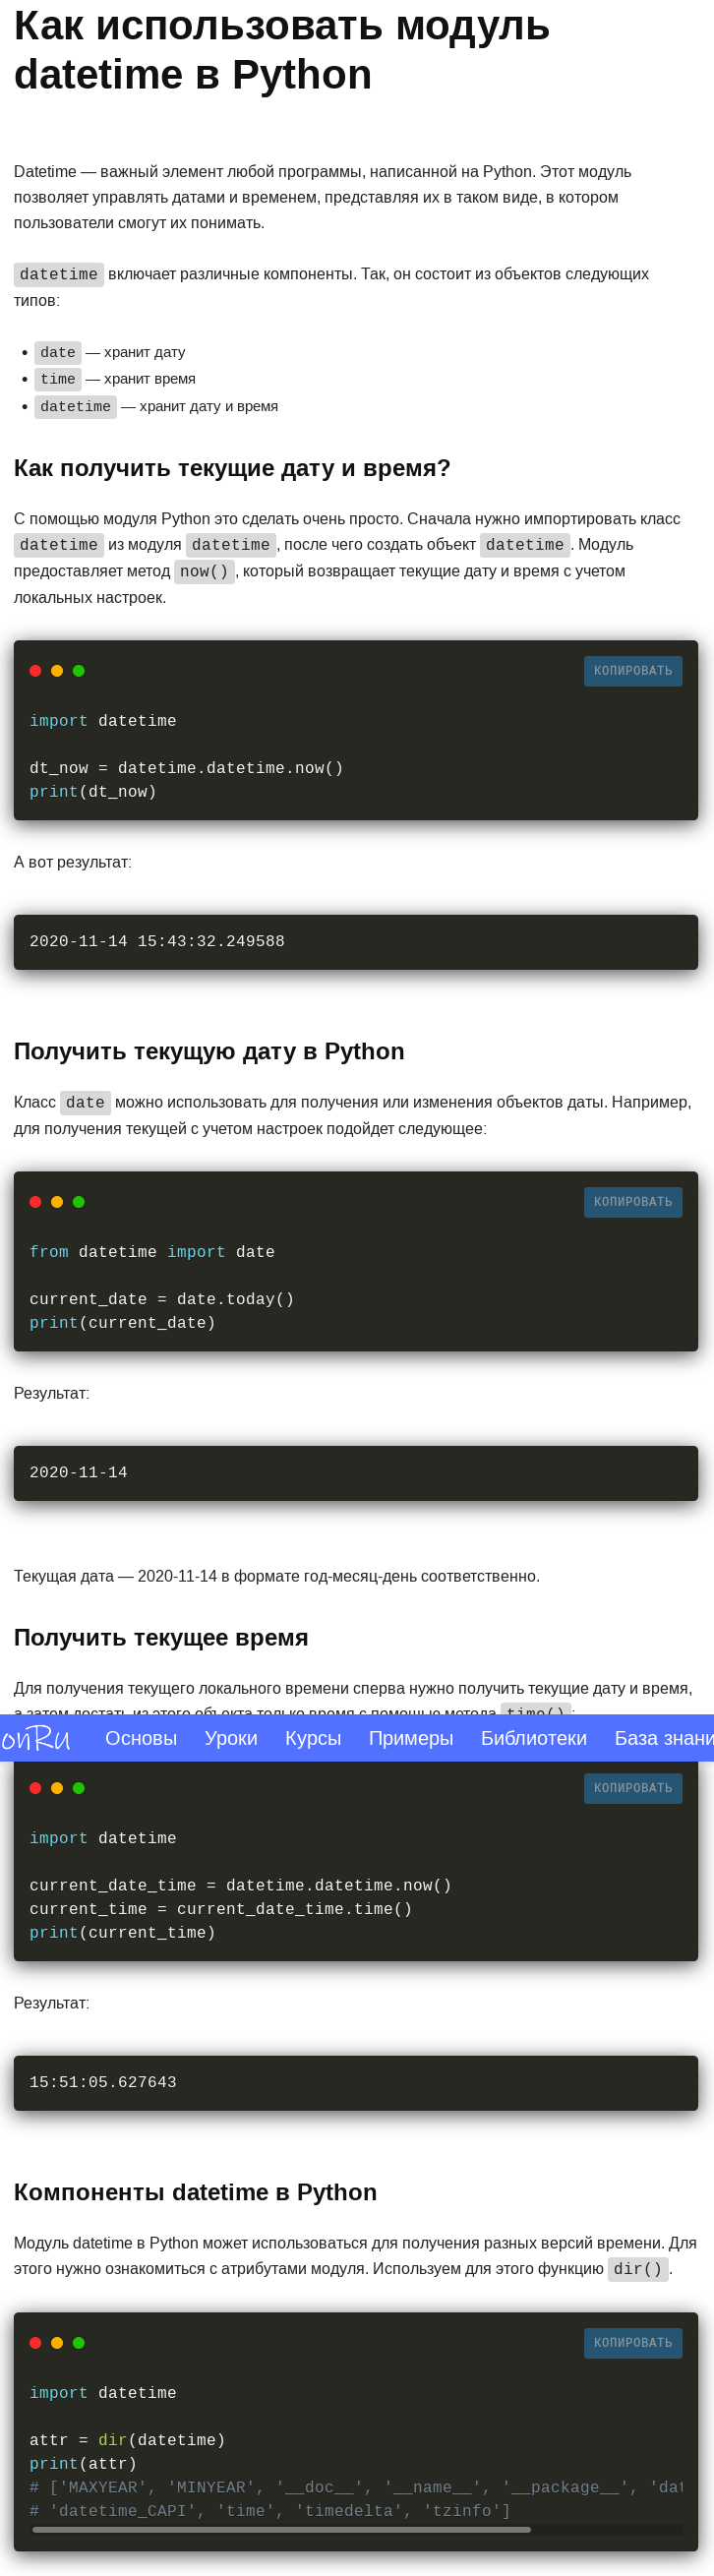 Как использовать модуль
datetime в Python
Datetime — важный элемент любой программы, написанной на Python. Этот модуль
позволяет управлять датами и временем, представляя их в таком виде, в котором
пользователи смогут их понимать.
datetime включает различные компоненты. Так, он состоит из объектов следующих
типов:
• date — хранит дату
• time — хранит время
• datetime — хранит дату и время
Как получить текущие дату и время?
С помощью модуля Python это сделать очень просто. Сначала нужно импортировать класс
datetime из модуля datetime, после чего создать объект datetime. Модуль
предоставляет метод now(), который возвращает текущие дату и время с учетом
локальных настроек.
КОПИРОВАТЬ
import datetime
dt_now = datetime.datetime.now()
print(dt_now)
А вот результат:
2020-11-14 15:43:32.249588
Получить текущую дату в Python
Класс date можно использовать для получения или изменения объектов даты. Например,
для получения текущей с учетом настроек подойдет следующее:
КОПИРОВАТЬ
from datetime import date
current_date = date.today()
print(current_date)
Результат:
2020-11-14
Текущая дата — 2020-11-14 в формате год-месяц-день соответственно.
Получить текущее время
Для получения текущего локального времени сперва нужно получить текущие дату и время,
а затем достать из этого объекта только время с помощью метода time():
onRu Основы Уроки Курсы Примеры Библиотеки База знани
КОПИРОВАТЬ
import datetime
current_date_time = datetime.datetime.now()
current_time = current_date_time.time()
print(current_time)
Результат:
15:51:05.627643
Компоненты datetime в Python
Модуль datetime в Python может использоваться для получения разных версий времени. Для
этого нужно ознакомиться с атрибутами модуля. Используем для этого функцию dir().
КОПИРОВАТЬ
import datetime
attr = dir(datetime)
print(attr)
# ['MAXYEAR', 'MINYEAR', '__doc__', '__name__', '__package__', 'dat
# 'datetime_CAPI', 'time', 'timedelta', 'tzinfo']